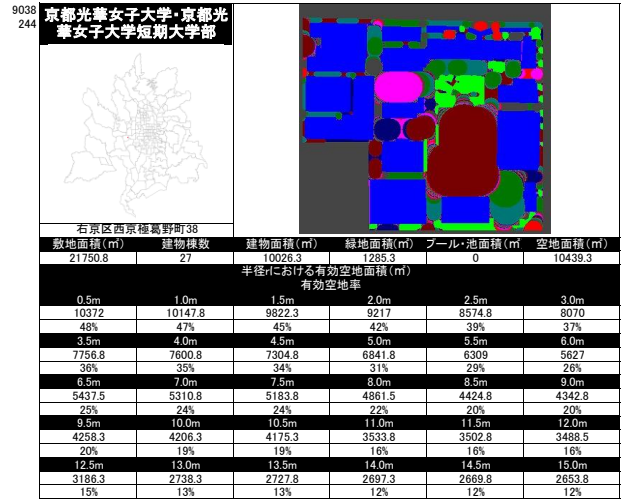 9038
244
京都光華女子大学・京都光
華女子大学短期大学部
右京区西京極葛野町38
敷地面積(㎡) 建物棟数 建物面積(㎡) 緑地面積(㎡) プール・池面積(㎡ 空地面積(㎡)
21750.8 27 10026.3 1285.3 0 10439.3
半径rにおける有効空地面積(㎡)
有効空地率
0.5m 1.0m 1.5m 2.0m 2.5m 3.0m
10372 10147.8 9822.3 9217 8574.8 8070
48% 47% 45% 42% 39% 37%
3.5m 4.0m 4.5m 5.0m 5.5m 6.0m
7756.8 7600.8 7304.8 6841.8 6309 5627
36% 35% 34% 31% 29% 26%
6.5m 7.0m 7.5m 8.0m 8.5m 9.0m
5437.5 5310.8 5183.8 4861.5 4424.8 4342.8
25% 24% 24% 22% 20% 20%
9.5m 10.0m 10.5m 11.0m 11.5m 12.0m
4258.3 4206.3 4175.3 3533.8 3502.8 3488.5
20% 19% 19% 16% 16% 16%
12.5m 13.0m 13.5m 14.0m 14.5m 15.0m
3186.3 2738.3 2727.8 2697.3 2669.8 2653.8
15% 13% 13% 12% 12% 12%